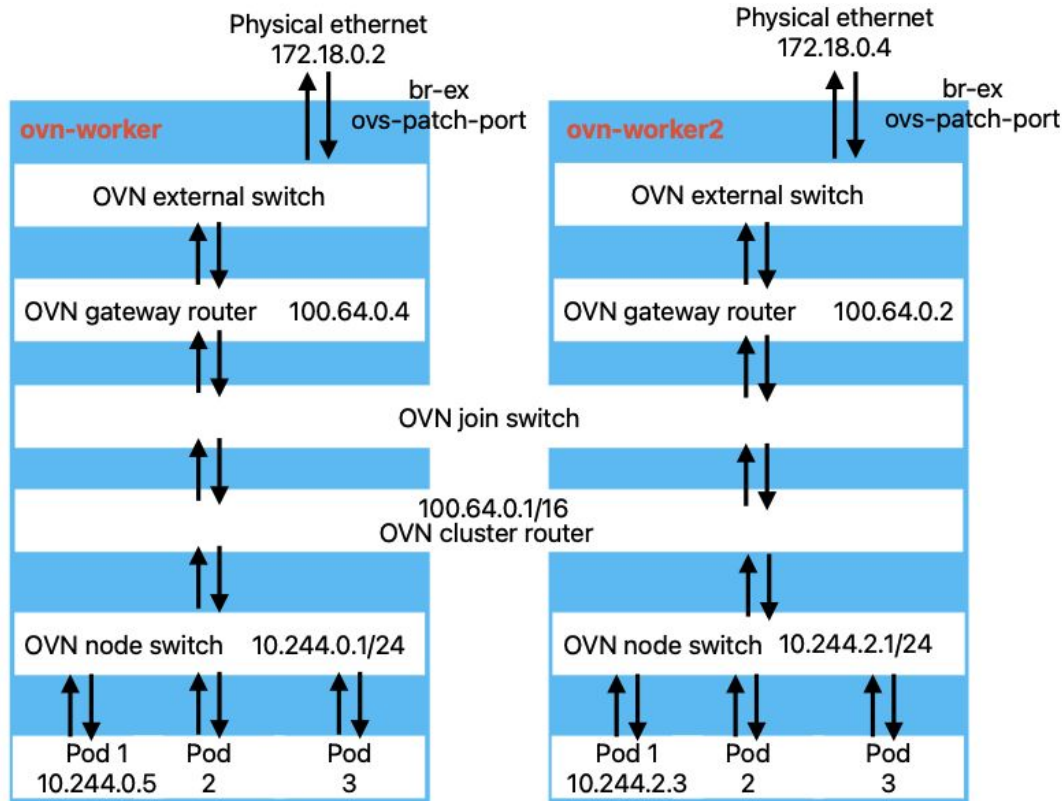 Physical ethernet
172.18.0.2
br-ex
ovs-patch-port
ovn-worker
OVN external switch
OVN gateway router 100.64.0.4
Physical ethernet
172.18.0.4
br-ex
ovs-patch-port
ovn-worker2
OVN external switch
OVN gateway router 100.64.0.2
OVN join switch
100.64.0.1/16
OVN cluster router
OVN node switch 10.244.0.1/24
Pod 1
10.244.0.5
Pod
2
Pod
3
OVN node switch 10.244.2.1/24
Pod 1
10.244.2.3
Pod
2
Pod
3